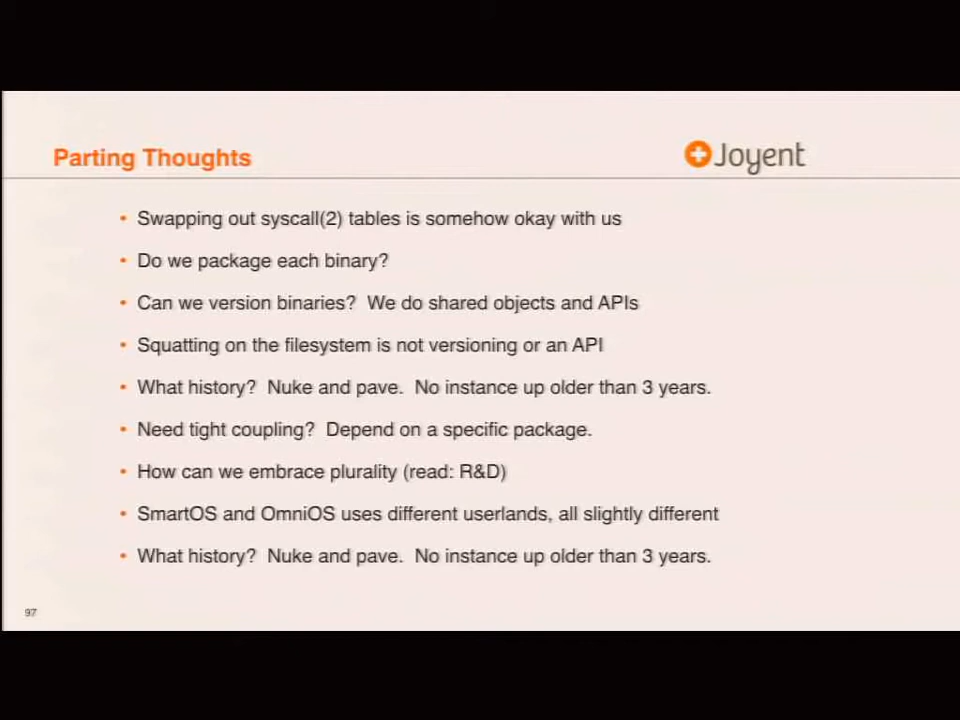 Parting Thoughts
Joyent
• Swapping out syscall(2) tables is somehow okay with us
• Do we package each binary?
• Can we version binaries? We do shared objects and APIs
• Squatting on the filesystem is not versioning or an API
• What history? Nuke and pave. No instance up older than 3 years.
• Need tight coupling? Depend on a specific package.
• How can we embrace plurality (read: R&D)
• SmartOS and OmniOS uses different userlands, all slightly different
• What history? Nuke and pave. No instance up older than 3 years.
97